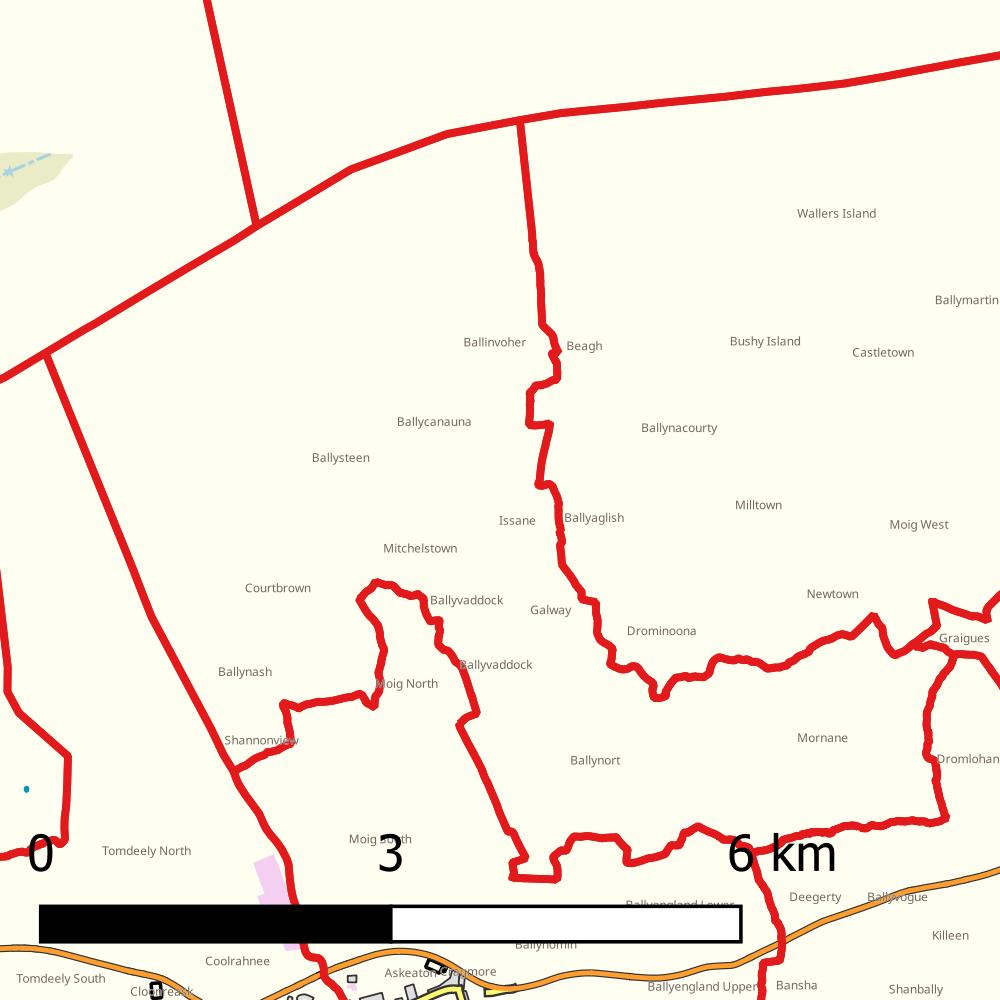 Wallers Island
Ballymartin
Ballinvoher
Beagh
Bushy Island
Castletown
Ballycanauna
Ballynacourty
Ballysteen
Milltown
Issane
Ballyaglish
Moig West
Mitchelstown
Courtbrown
Ballyvaddock
Galway
Newtown
Drominoona
Graigues
Ballynash
Ballyvaddock
Moig North
Shannonview
Mornane
Ballynort
Dromlohan
Moig South
Tomdeely North
0 3 6 km
Deegerty
Ballyvogue
Ballyengland Lower
Killeen
Ballynomin
Coolrahnee
Askeaton
Cragmore
Tomdeely South
Cloonreask
Ballyengland Upper
Bansha
Shanbally